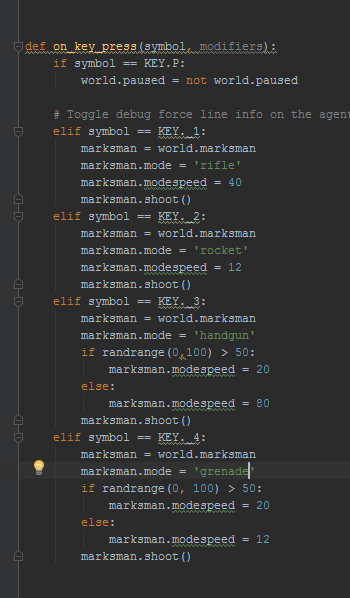 def on_key_press(symbol, modifiers):
    if symbol == KEY.P:
        world.paused = not world.paused

    # Toggle debug force line info on the agent
    elif symbol == KEY._1:
        marksman = world.marksman
        marksman.mode = 'rifle'
        marksman.modespeed = 40
        marksman.shoot()
    elif symbol == KEY._2:
        marksman = world.marksman
        marksman.mode = 'rocket'
        marksman.modespeed = 12
        marksman.shoot()
    elif symbol == KEY._3:
        marksman = world.marksman
        marksman.mode = 'handgun'
        if randrange(0,100) > 50:
            marksman.modespeed = 20
        else:
            marksman.modespeed = 80
        marksman.shoot()
    elif symbol == KEY._4:
        marksman = world.marksman
        marksman.mode = 'grenade'
        if randrange(0, 100) > 50:
            marksman.modespeed = 20
        else:
            marksman.modespeed = 12
        marksman.shoot()